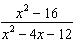 x² − 16
x² − 4x − 12